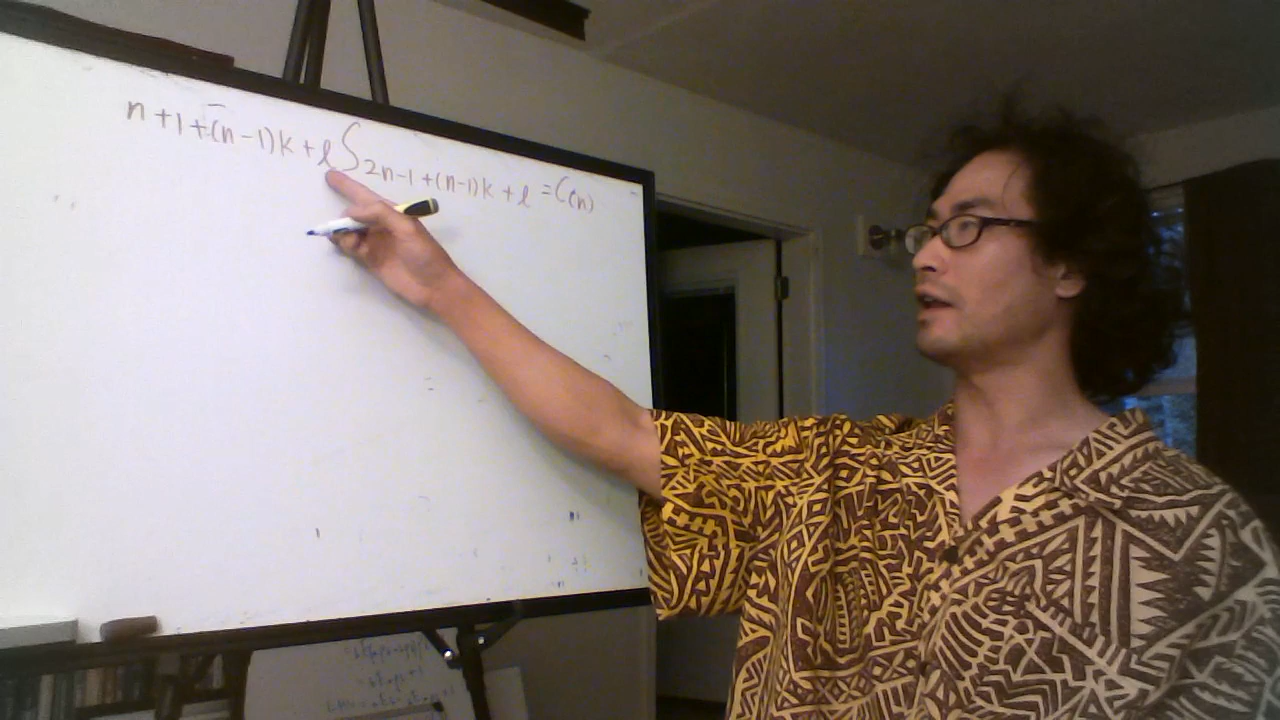 n+1+(n-1)k+ℓ S 2n-1+(n-1)k+ℓ = C(n)